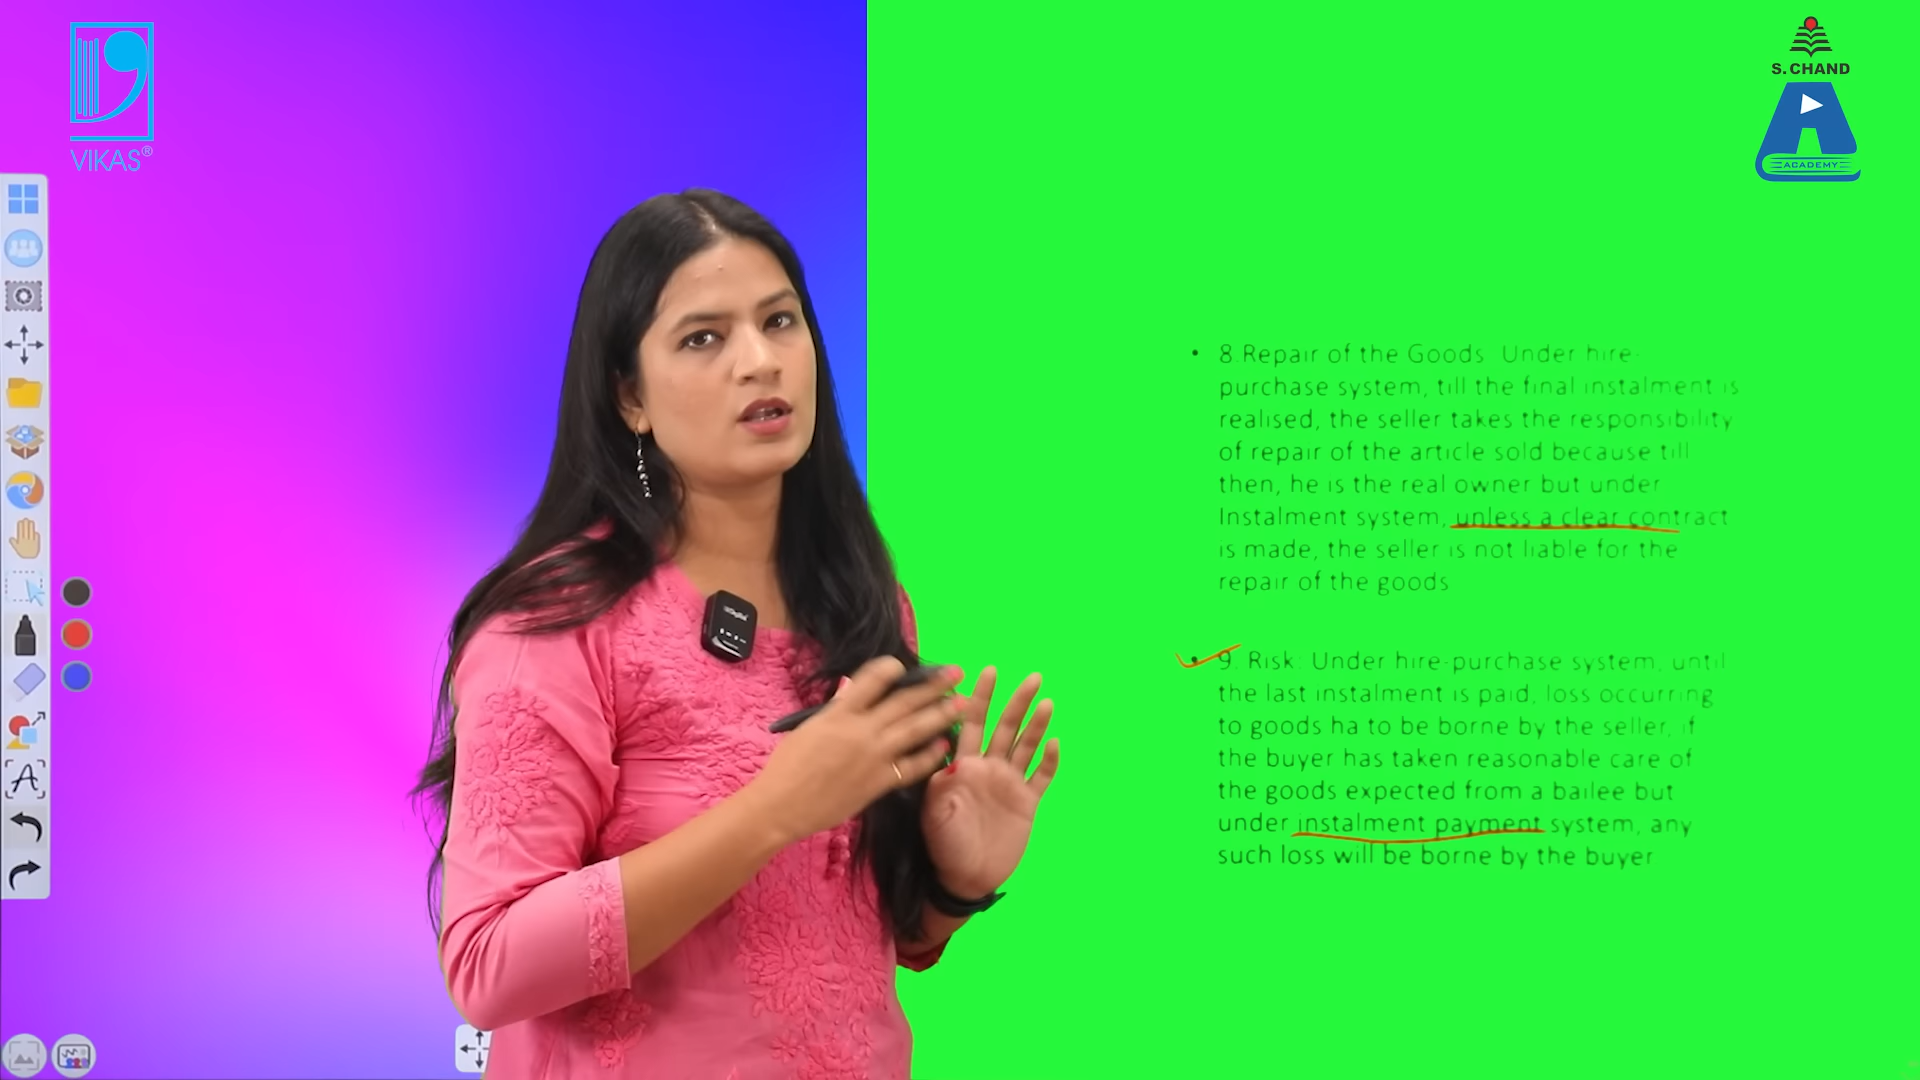 VIKAS®
S. CHAND
ACADEMY
• 8.Repair of the Goods Under hire-
purchase system, till the final instalment is
realised, the seller takes the responsibility
of repair of the article sold because till
then, he is the real owner but under
Instalment system, unless a clear contract
is made, the seller is not liable for the
repair of the goods
• 9. Risk: Under hire-purchase system, until
the last instalment is paid, loss occurring
to goods ha to be borne by the seller, if
the buyer has taken reasonable care of
the goods expected from a bailee but
under instalment payment system, any
such loss will be borne by the buyer